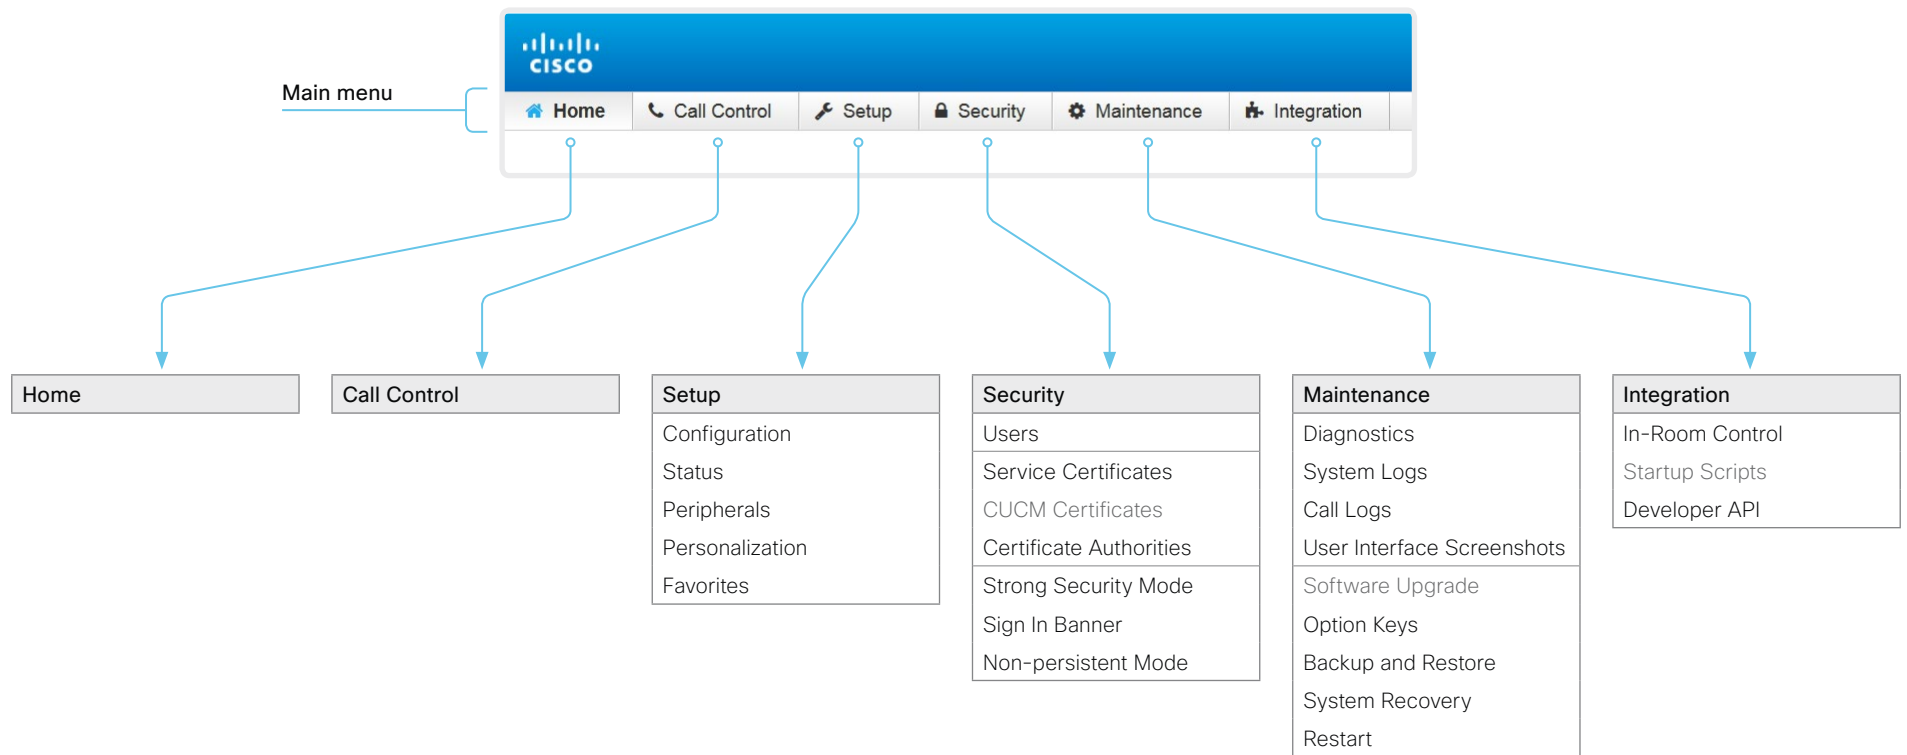 CISCO
Main menu
Home Call Control Setup Security Maintenance Integration
Home
Call Control
Setup
Configuration
Status
Peripherals
Personalization
Favorites
Security
Users
Service Certificates
CUCM Certificates
Certificate Authorities
Strong Security Mode
Sign In Banner
Non-persistent Mode
Maintenance
Diagnostics
System Logs
Call Logs
User Interface Screenshots
Software Upgrade
Option Keys
Backup and Restore
System Recovery
Restart
Integration
In-Room Control
Startup Scripts
Developer API